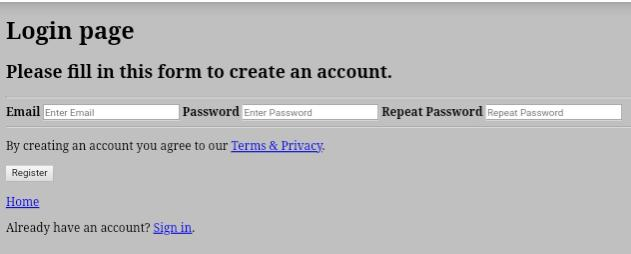 Login page
Please fill in this form to create an account.
Email Enter Email Password Enter Password Repeat Password Repeat Password
By creating an account you agree to our Terms & Privacy.
Register
Home
Already have an account? Sign in.